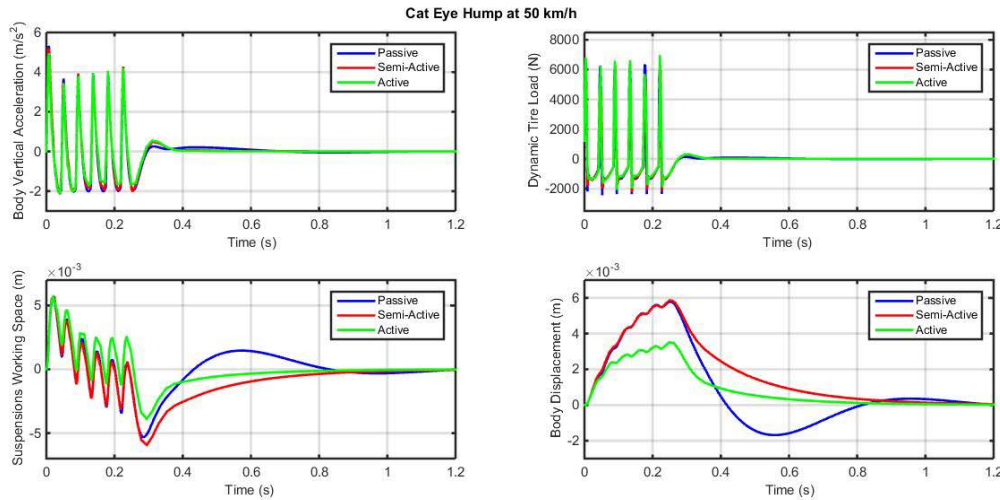 Cat Eye Hump at 50 km/h
Body Vertical Acceleration (m/s²)
6
4
2
0
-2
0 0.2 0.4 0.6 0.8 1 1.2
Time (s)
Passive
Semi-Active
Active
Dynamic Tire Load (N)
8000
6000
4000
2000
0
-2000
0 0.2 0.4 0.6 0.8 1 1.2
Time (s)
Passive
Semi-Active
Active
Suspensions Working Space (m)
×10⁻³
5
0
-5
0 0.2 0.4 0.6 0.8 1 1.2
Time (s)
Passive
Semi-Active
Active
Body Displacement (m)
×10⁻³
6
4
2
0
-2
0 0.2 0.4 0.6 0.8 1 1.2
Time (s)
Passive
Semi-Active
Active